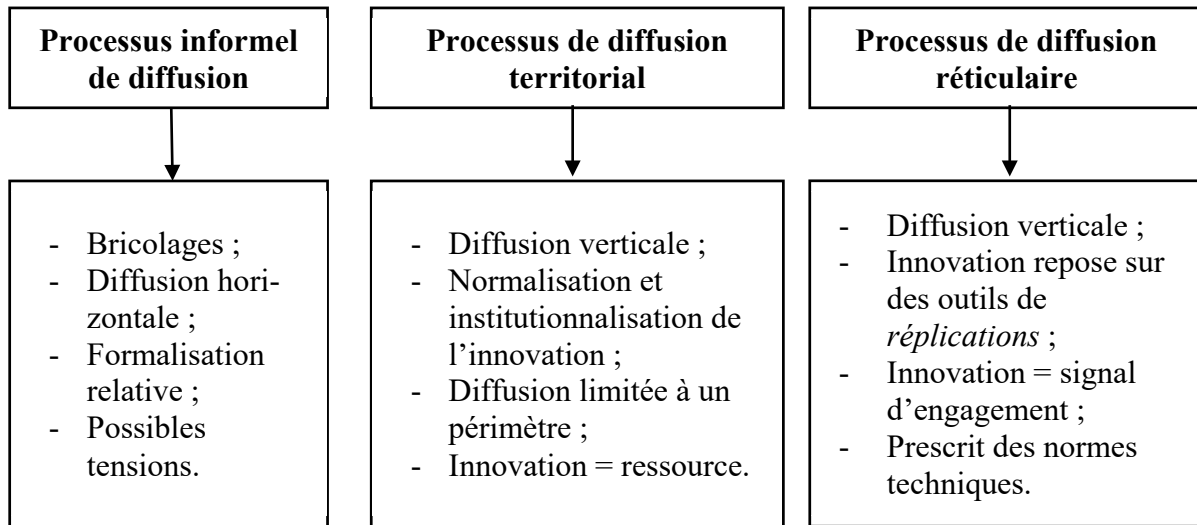 Processus informel
de diffusion
- Bricolages ;
- Diffusion hori-
zontale ;
- Formalisation
relative ;
- Possibles
tensions.
Processus de diffusion
territorial
- Diffusion verticale ;
- Normalisation et
institutionnalisation de
l’innovation ;
- Diffusion limitée à un
périmètre ;
- Innovation = ressource.
Processus de diffusion
réticulaire
- Diffusion verticale ;
- Innovation repose sur
des outils de
réplications ;
- Innovation = signal
d’engagement ;
- Prescrit des normes
techniques.